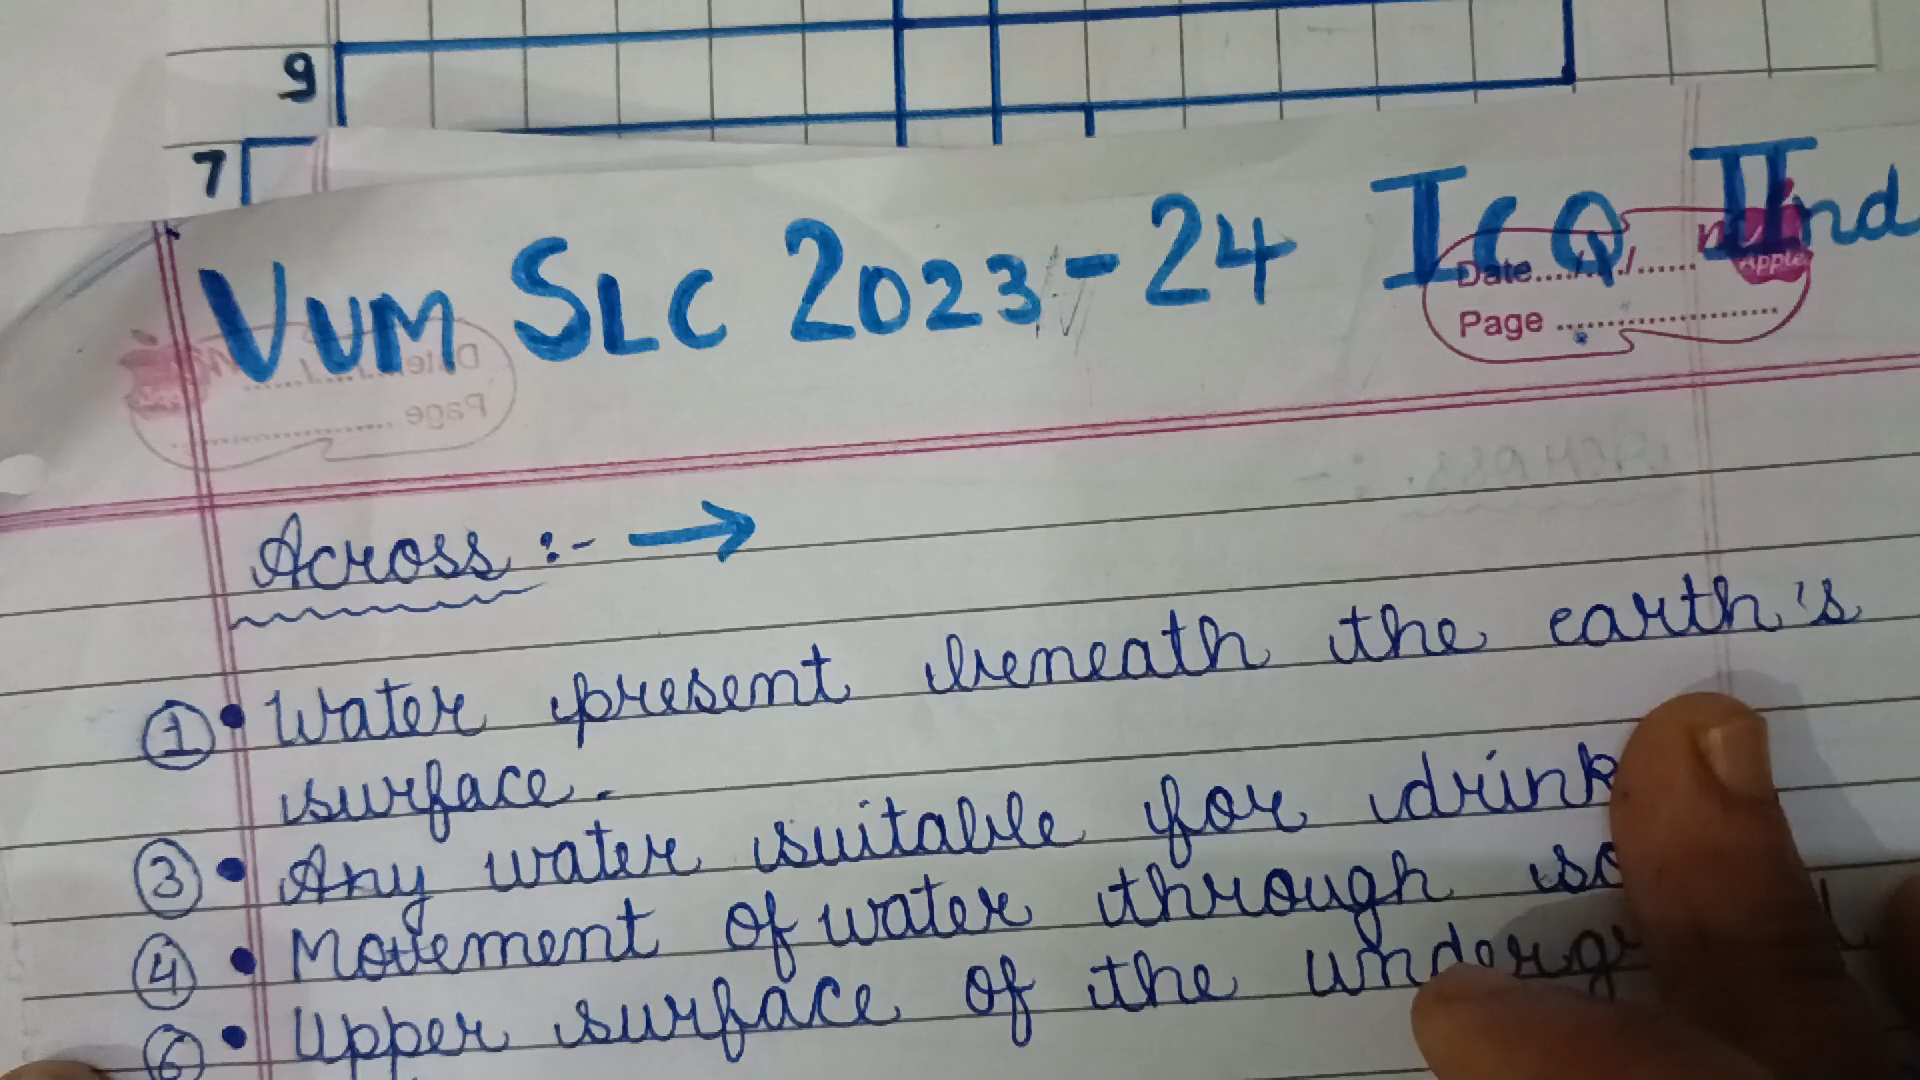 9
7
VUM SLC 2023-24 ICQ IInd
Date..../..../......
Apple
Page ........................
Across :- →
① • Water present beneath the earth's
surface.
③ • Any water suitable for drink
④ • Movement of water through
⑥ • Upper surface of the